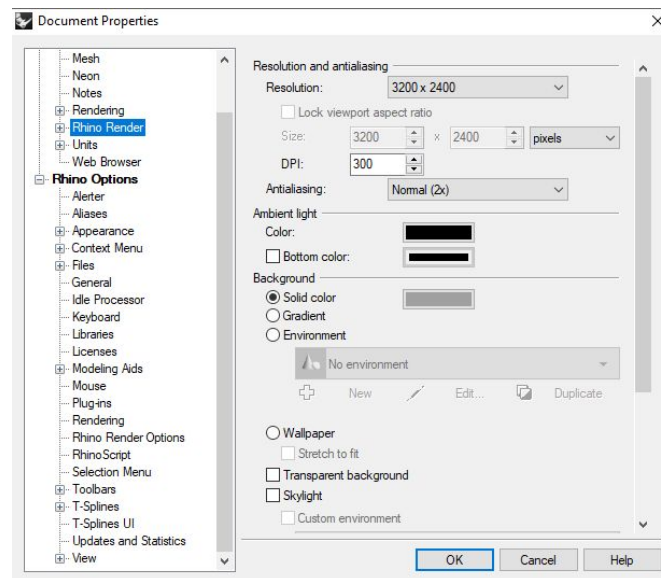 Document Properties
Mesh
Neon
Notes
Rendering
Rhino Render
Units
Web Browser
Rhino Options
Alerter
Aliases
Appearance
Context Menu
Files
General
Idle Processor
Keyboard
Libraries
Licenses
Modeling Aids
Mouse
Plug-ins
Rendering
Rhino Render Options
RhinoScript
Selection Menu
Toolbars
T-Splines
T-Splines UI
Updates and Statistics
View
Resolution and antialiasing
Resolution: 3200 x 2400
Lock viewport aspect ratio
Size: 3200 x 2400 pixels
DPI: 300
Antialiasing: Normal (2x)
Ambient light
Color:
Bottom color:
Background
Solid color
Gradient
Environment
No environment
New Edit... Duplicate
Wallpaper
Stretch to fit
Transparent background
Skylight
Custom environment
OK Cancel Help